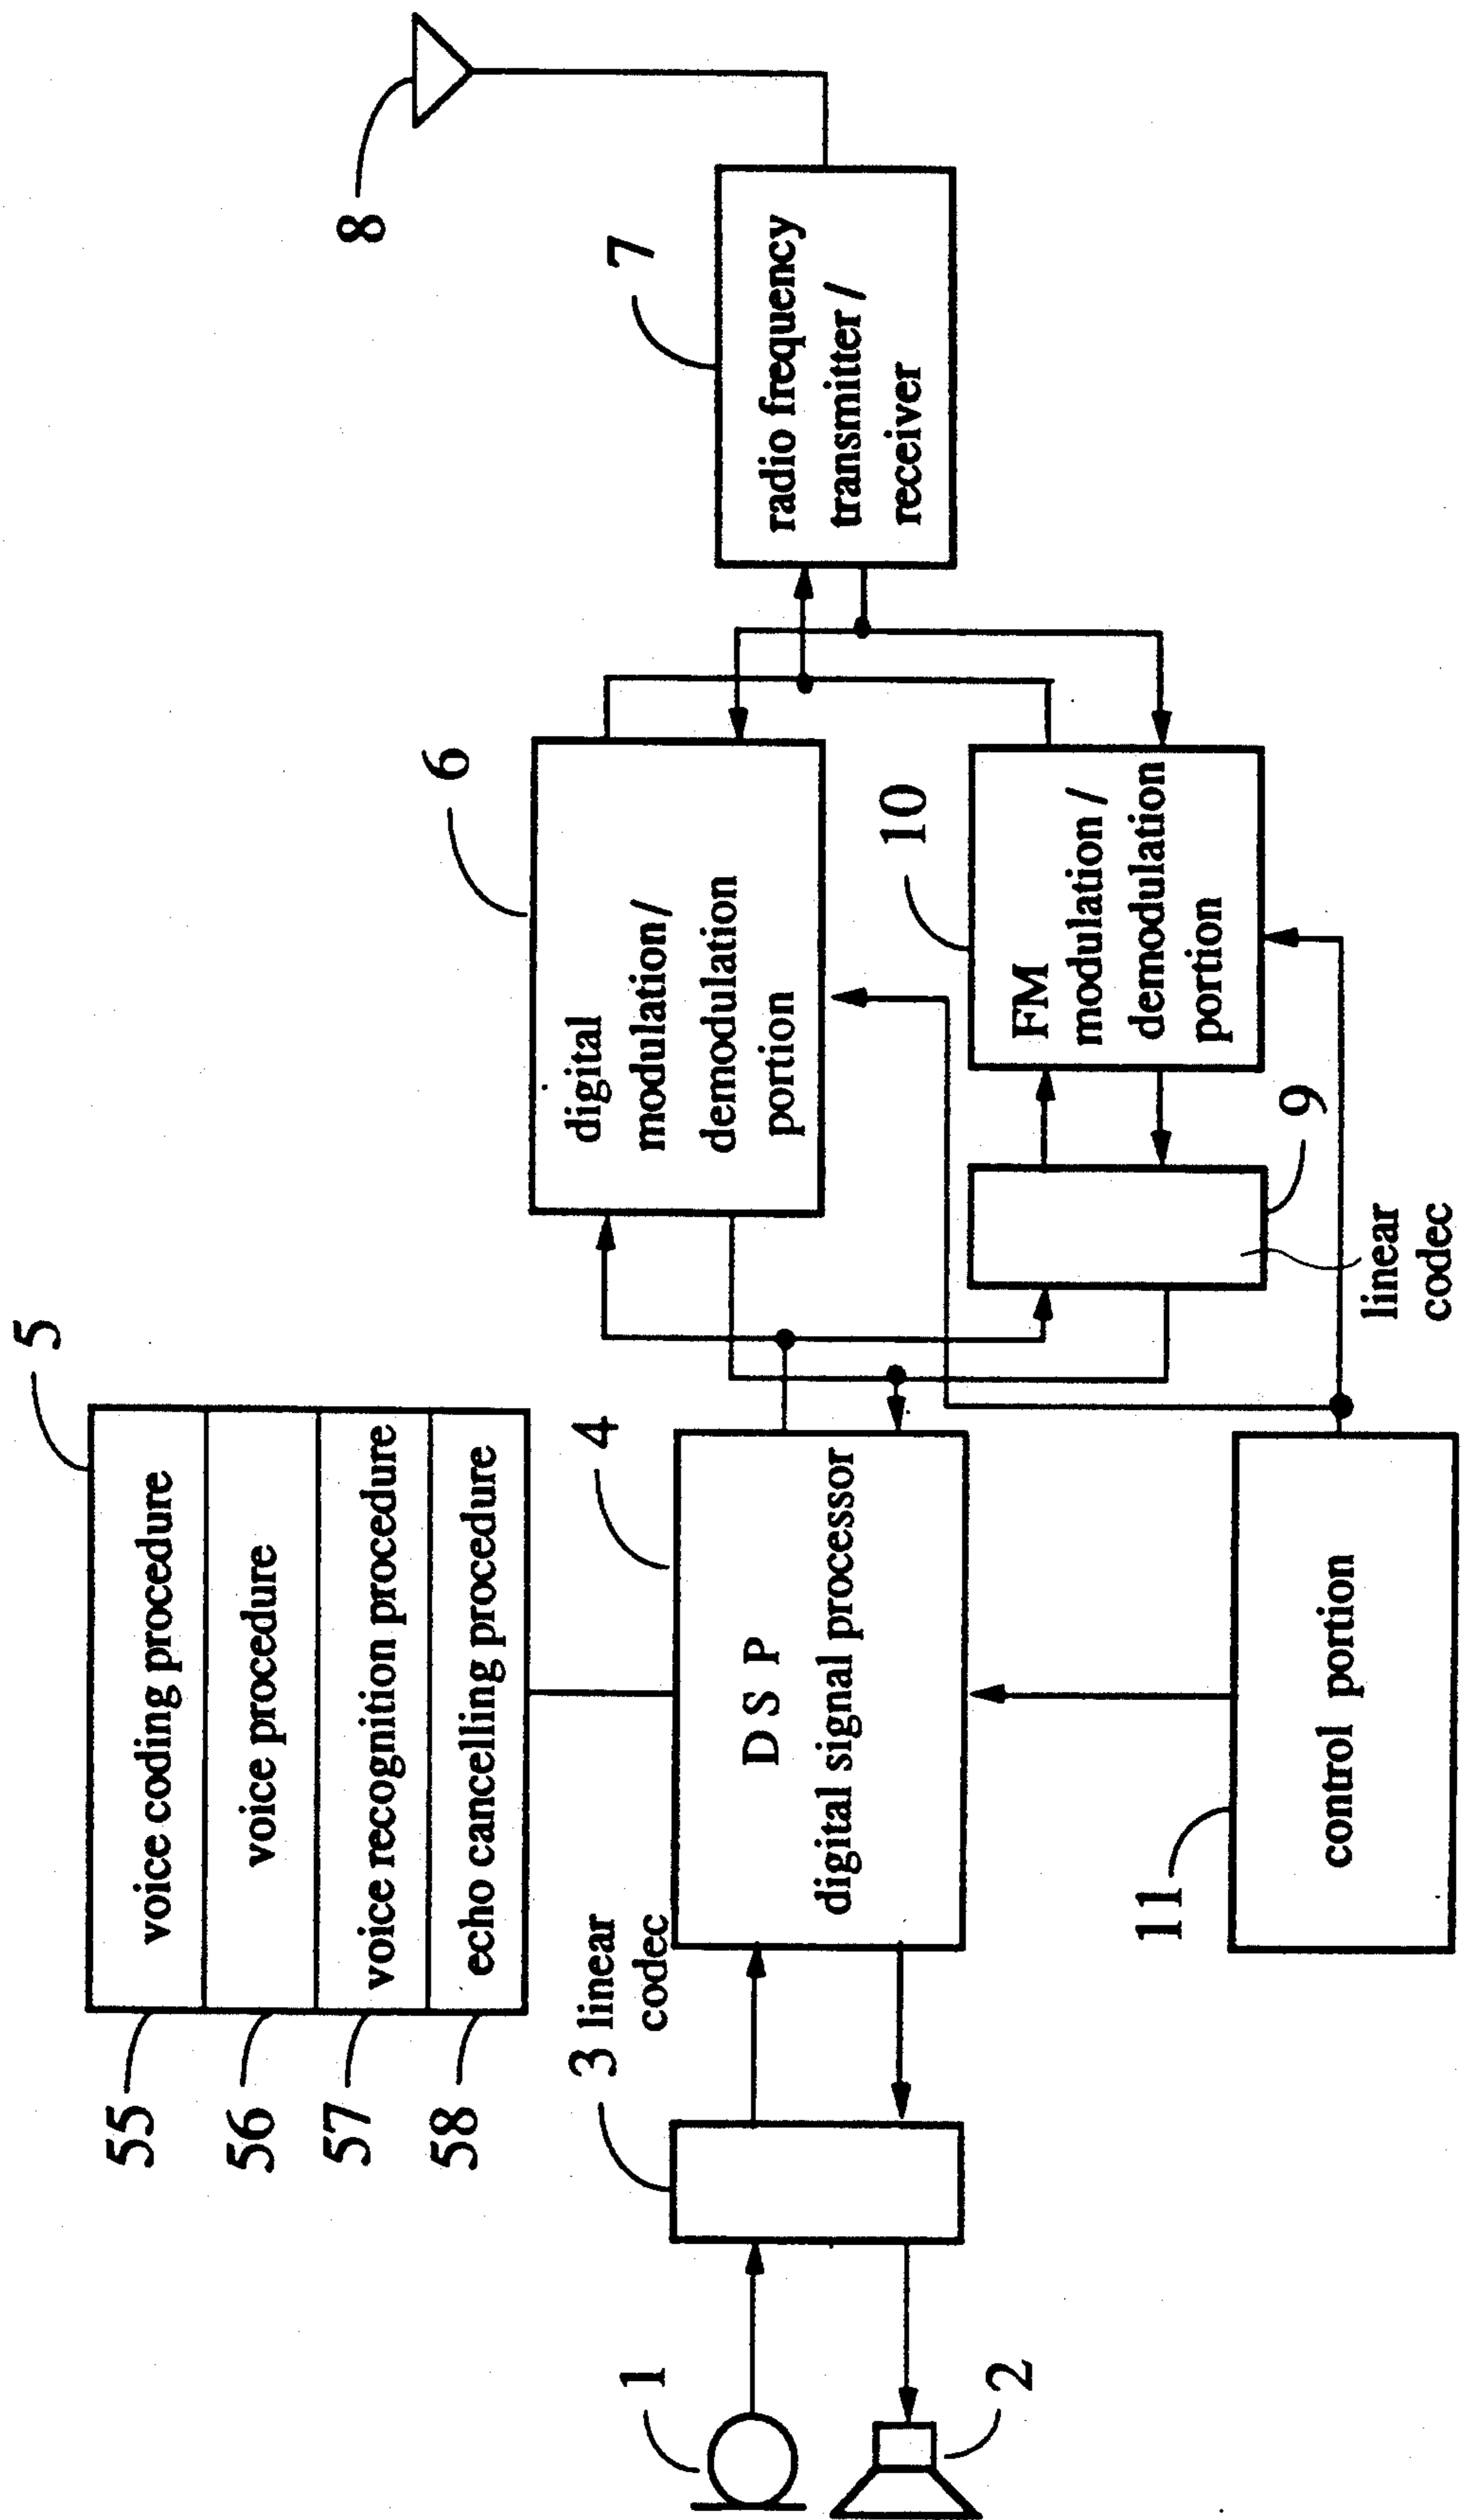 5
55
voice coding procedure
56
voice procedure
57
voice recognition procedure
58
echo cancelling procedure
8
6
digital
modulation /
demodulation
portion
7
radio frequency
transmitter /
receiver
1
2
3 linear
codec
4
D S P
digital signal processor
10
FM
modulation /
demodulation
portion
9
linear
codec
11
control portion